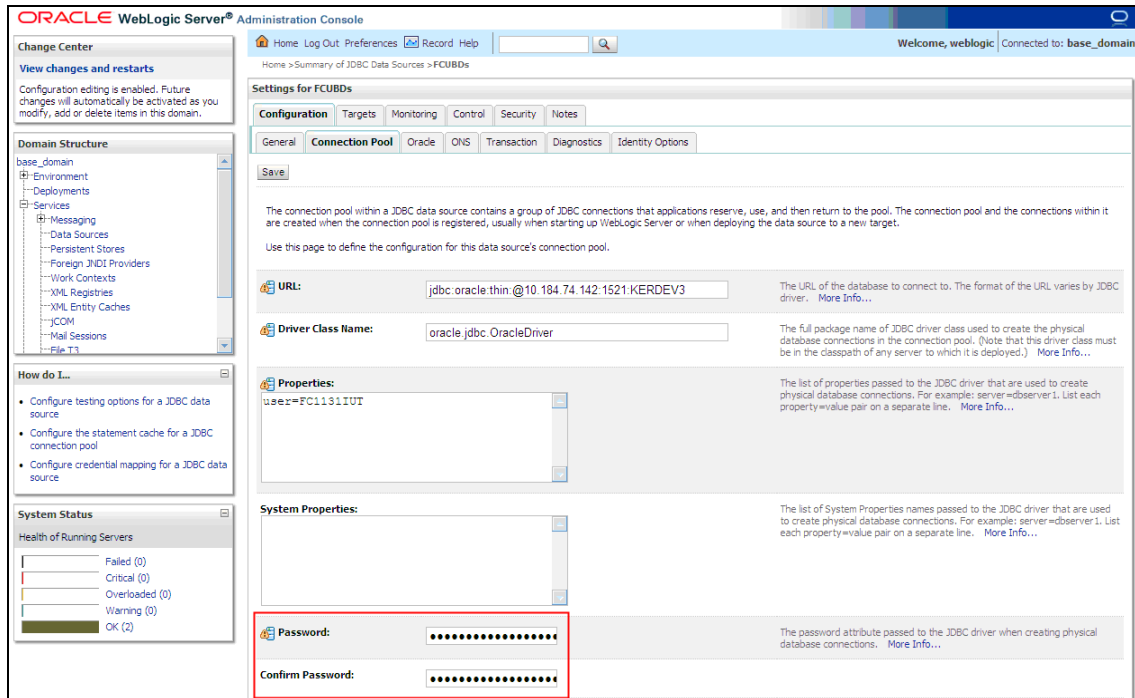 ORACLE WebLogic Server® Administration Console
Change Center
View changes and restarts
Configuration editing is enabled. Future
changes will automatically be activated as you
modify, add or delete items in this domain.
Domain Structure
base_domain
Environment
Deployments
Services
Messaging
Data Sources
Persistent Stores
Foreign JNDI Providers
Work Contexts
XML Registries
XML Entity Caches
jCOM
Mail Sessions
File T3
How do I...
Configure testing options for a JDBC data
source
Configure the statement cache for a JDBC
connection pool
Configure credential mapping for a JDBC data
source
System Status
Health of Running Servers
Failed (0)
Critical (0)
Overloaded (0)
Warning (0)
OK (2)
Home Log Out Preferences Record Help
Welcome, weblogic Connected to: base_domain
Home >Summary of JDBC Data Sources >FCUBDs
Settings for FCUBDs
Configuration Targets Monitoring Control Security Notes
General Connection Pool Oracle ONS Transaction Diagnostics Identity Options
Save
The connection pool within a JDBC data source contains a group of JDBC connections that applications reserve, use, and then return to the pool. The connection pool and the connections within it
are created when the connection pool is registered, usually when starting up WebLogic Server or when deploying the data source to a new target.
Use this page to define the configuration for this data source's connection pool.
URL:
jdbc:oracle:thin:@10.184.74.142:1521:KERDEV3
The URL of the database to connect to. The format of the URL varies by JDBC
driver. More Info...
Driver Class Name:
oracle.jdbc.OracleDriver
The full package name of JDBC driver class used to create the physical
database connections in the connection pool. (Note that this driver class must
be in the classpath of any server to which it is deployed.) More Info...
Properties:
user=FC1131IUT
The list of properties passed to the JDBC driver that are used to create
physical database connections. For example: server=dbserver1. List each
property=value pair on a separate line. More Info...
System Properties:
The list of System Properties names passed to the JDBC driver that are used
to create physical database connections. For example: server=dbserver1. List
each property=value pair on a separate line. More Info...
Password:
••••••••••••••••••
The password attribute passed to the JDBC driver when creating physical
database connections. More Info...
Confirm Password:
••••••••••••••••••